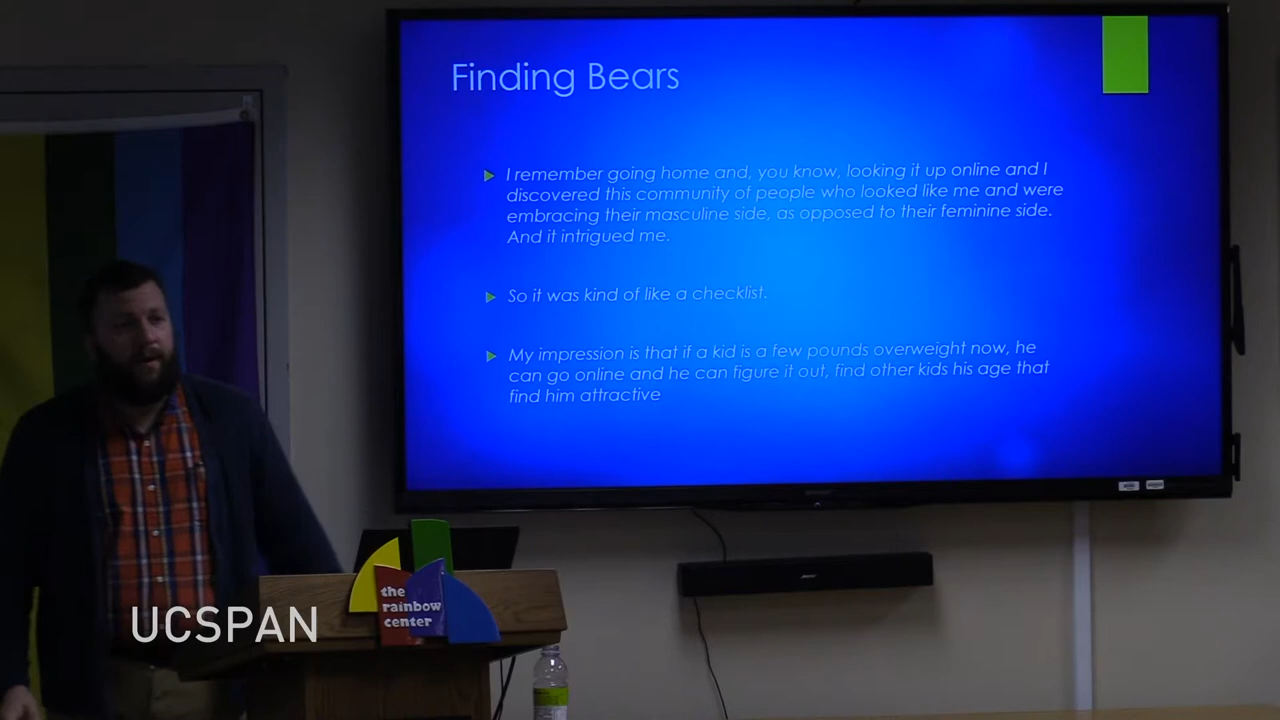 Finding Bears
I remember going home and, you know, looking it up online and I
discovered this community of people who looked like me and were
embracing their masculine side, as opposed to their feminine side.
And it intrigued me.
So it was kind of like a checklist.
My impression is that if a kid is a few pounds overweight now, he
can go online and he can figure it out, find other kids his age that
find him attractive
the
rainbow
center
UCSPAN